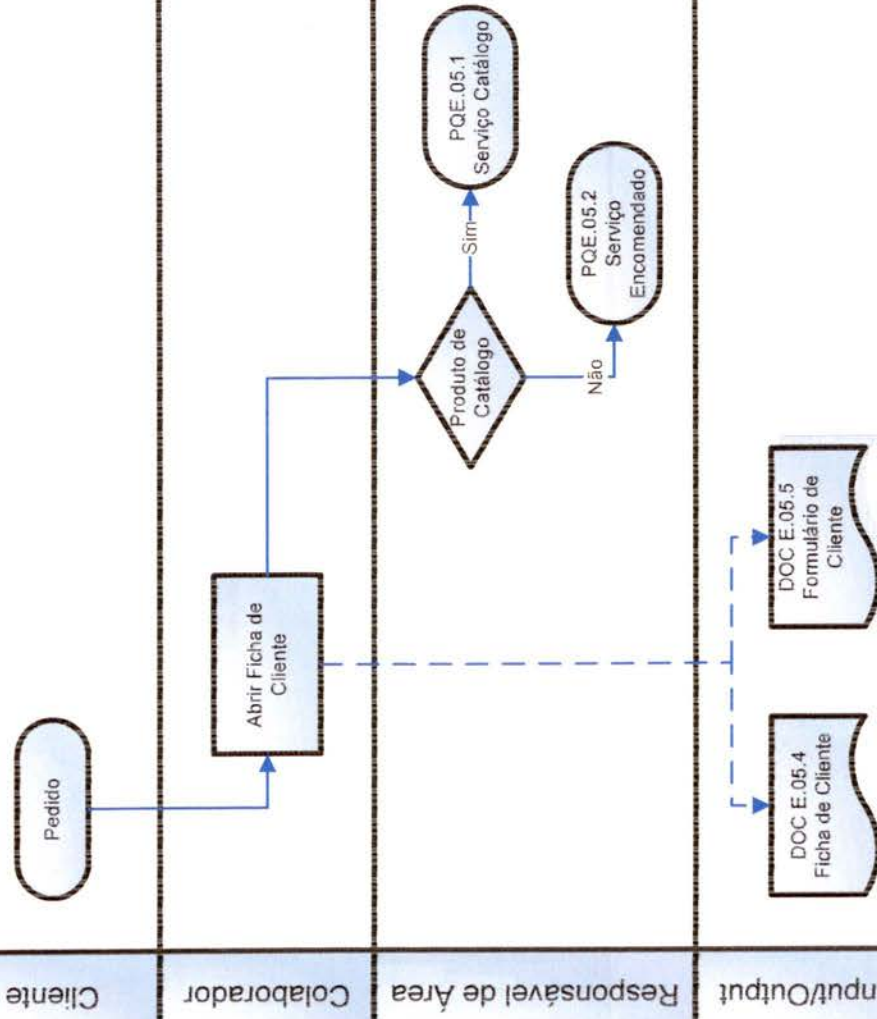 Cliente
Pedido
Colaborador
Abrir Ficha de
Cliente
Responsável de Área
Produto de
Catálogo
Sim
PQE.05.1
Serviço Catálogo
Não
PQE.05.2
Serviço
Encomendado
nput/Output
DOC E.05.4
Ficha de Cliente
DOC E.05.5
Formulário de
Cliente